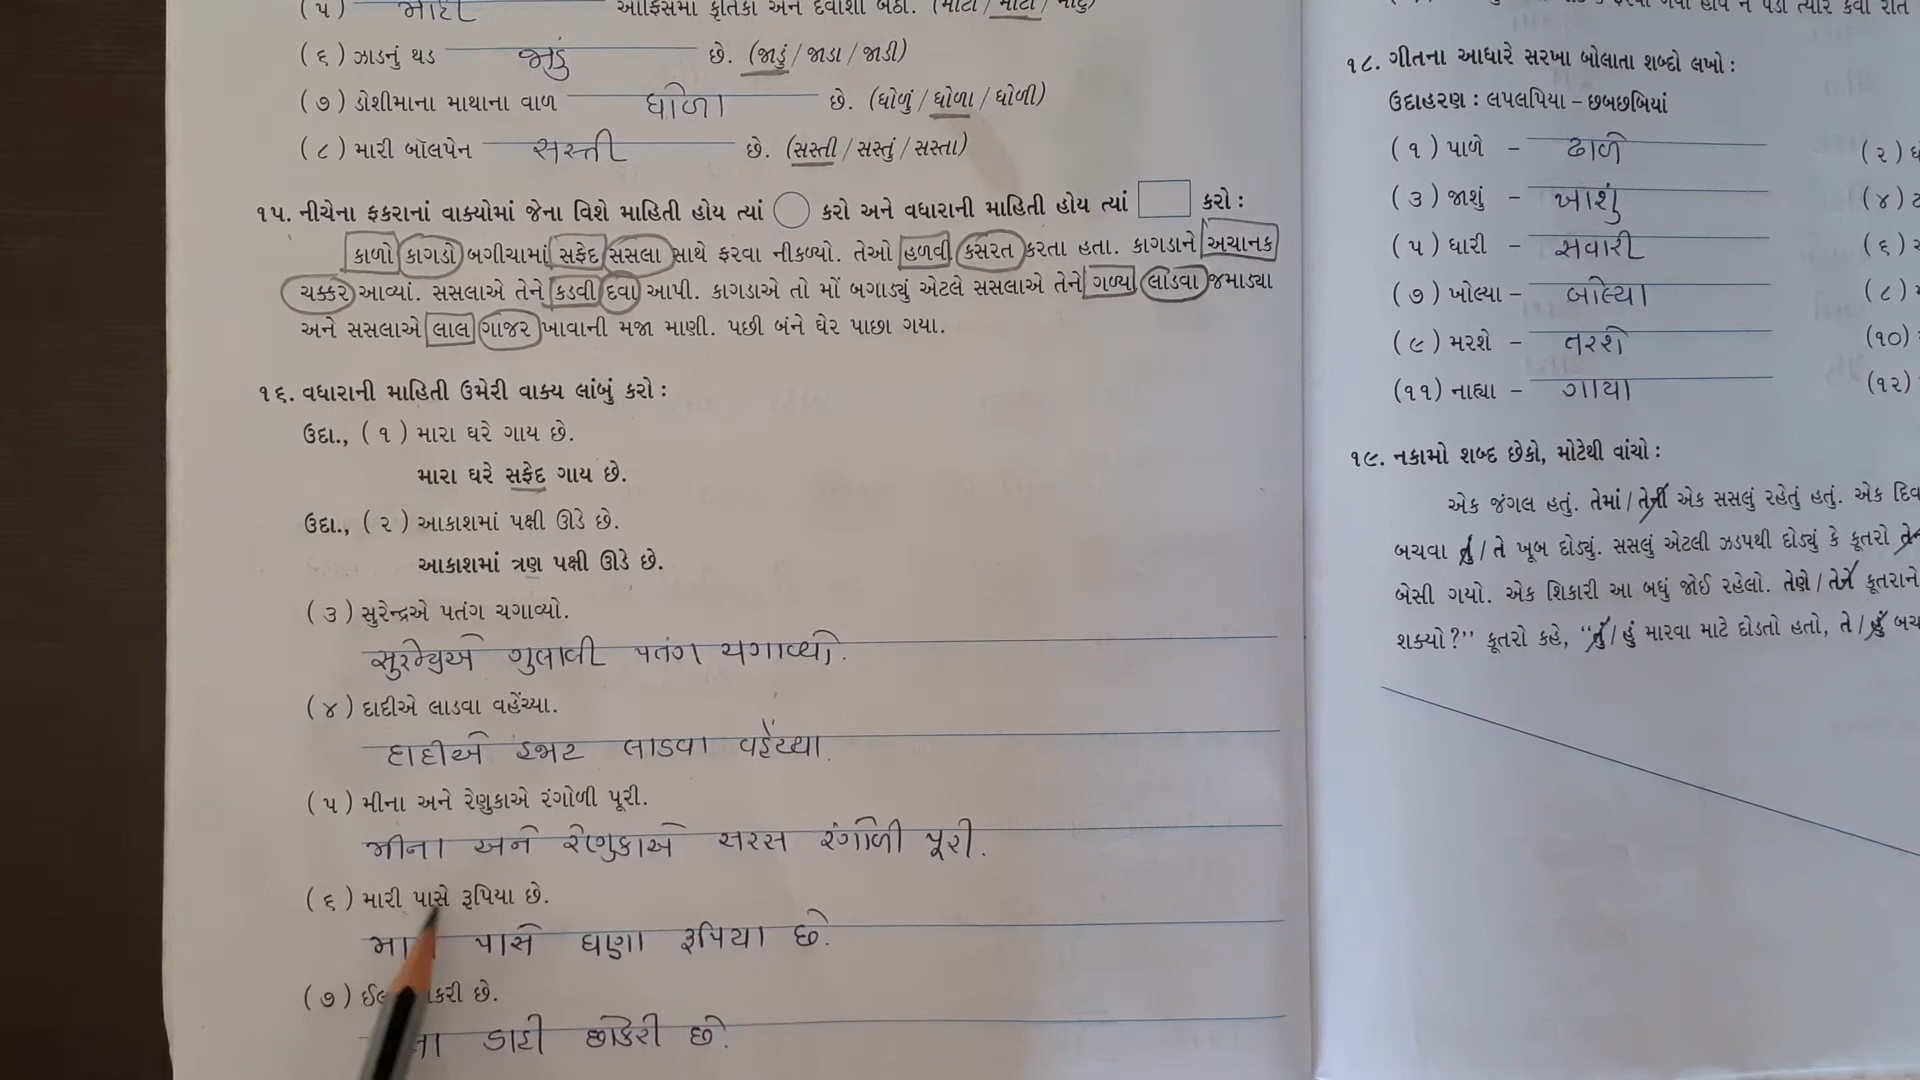 (૫) મોટી ઑફિસમાં કૃતિકા અને દેવાંશી બેઠાં.
(૬) ઝાડનું થડ જાડું છે. (જાડું / જાડા / જાડી)
(૭) ડોશીમાના માથાના વાળ ધોળા છે. (ધોળું / ધોળા / ધોળી)
(૮) મારી બૉલપેન સસ્તી છે. (સસ્તી / સસ્તું / સસ્તા)
૧૫. નીચેના ફકરાનાં વાક્યોમાં જેના વિશે માહિતી હોય ત્યાં કરો અને વધારાની માહિતી હોય ત્યાં કરો :
કાળો કાગડો બગીચામાં સફેદ સસલા સાથે ફરવા નીકળ્યો. તેઓ હળવી કસરત કરતા હતા. કાગડાને અચાનક
ચક્કર આવ્યાં. સસલાએ તેને કડવી દવા આપી. કાગડાએ તો મોં બગાડ્યું એટલે સસલાએ તેને ગળ્યા લાડવા જમાડ્યા
અને સસલાએ લાલ ગાજર ખાવાની મજા માણી. પછી બંને ઘેર પાછા ગયા.
૧૬. વધારાની માહિતી ઉમેરી વાક્ય લાંબું કરો :
ઉદા., (૧) મારા ઘરે ગાય છે.
મારા ઘરે સફેદ ગાય છે.
ઉદા., (૨) આકાશમાં પક્ષી ઊડે છે.
આકાશમાં ત્રણ પક્ષી ઊડે છે.
(૩) સુરેન્દ્રએ પતંગ ચગાવ્યો.
સુરેન્દ્રએ ગુલાબી પતંગ ચગાવ્યો.
(૪) દાદીએ લાડવા વહેંચ્યા.
દાદીએ લાડવા વહેંચ્યા.
(૫) મીના અને રેણુકાએ રંગોળી પૂરી.
મીના અને રેણુકાએ સરસ રંગોળી પૂરી.
(૬) મારી પાસે રૂપિયા છે.
પાસે ઘણા રૂપિયા છે.
(૭) છે.
ડાહી છોકરી છે.
૧૮. ગીતના આધારે સરખા બોલાતા શબ્દો લખો :
ઉદાહરણ : લપલપિયા – છબછબિયાં
(૧) પાળે – ઢાળે (૨)
(૩) જાશું – ખાશું (૪)
(૫) ધારી – સવારી (૬)
(૭) ખોલ્યા – બોલ્યા (૮)
(૯) મરશે – તરશે (૧૦)
(૧૧) નાહ્યા – ગાયા (૧૨)
૧૯. નકામો શબ્દ છેકો, મોટેથી વાંચો :
એક જંગલ હતું. તેમાં / તેની એક સસલું રહેતું હતું. એક
બચવા તું / તે ખૂબ દોડ્યું. સસલું એટલી ઝડપથી દોડ્યું કે કૂતરો
બેસી ગયો. એક શિકારી આ બધું જોઈ રહેલો. તેણે / તેને કૂતરાને
શક્યો?" કૂતરો કહે, "તું / હું મારવા માટે દોડતો હતો, તે / હું